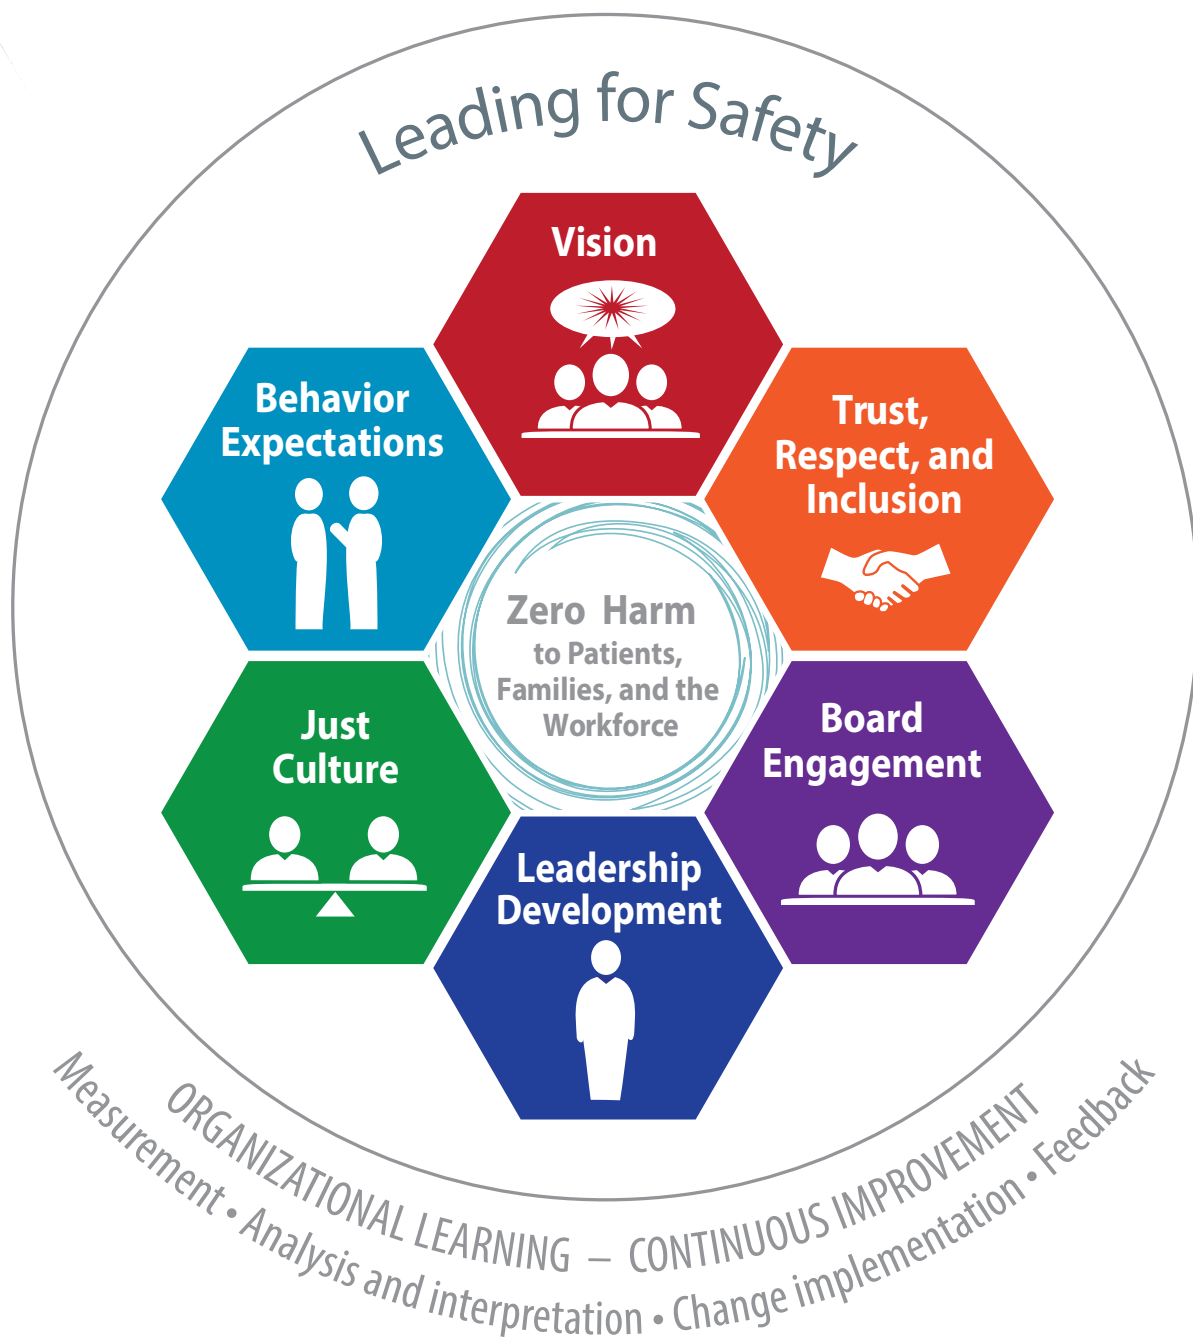 Leading for Safety
Vision
Behavior
Expectations
Trust,
Respect, and
Inclusion
Zero Harm
to Patients,
Families, and the
Workforce
Just
Culture
Board
Engagement
Leadership
Development
ORGANIZATIONAL LEARNING – CONTINUOUS IMPROVEMENT
Measurement • Analysis and interpretation • Change implementation • Feedback